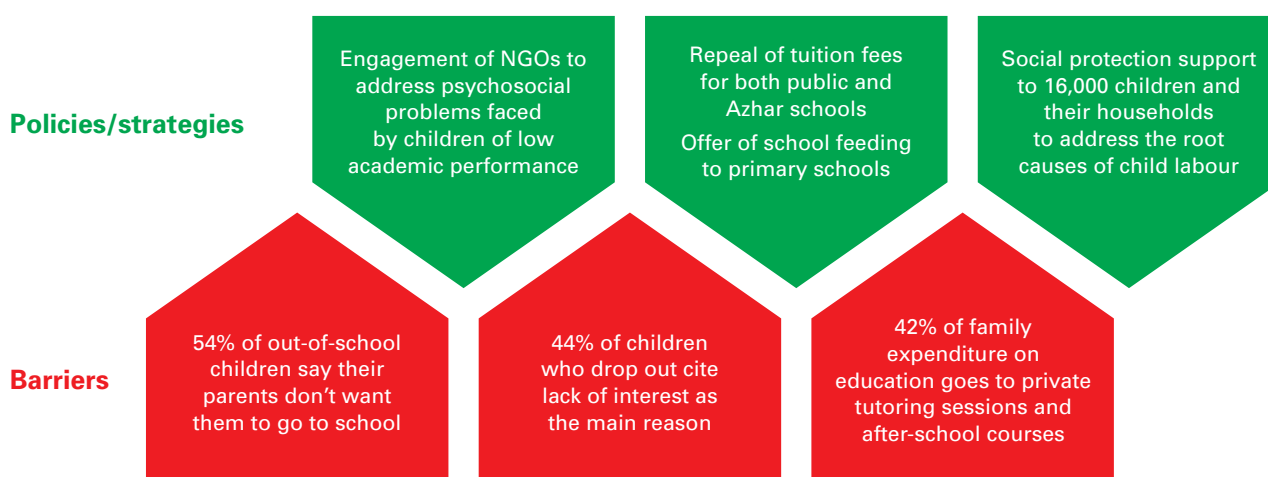 Policies/strategies
Engagement of NGOs to
address psychosocial
problems faced
by children of low
academic performance
Repeal of tuition fees
for both public and
Azhar schools
Offer of school feeding
to primary schools
Social protection support
to 16,000 children and
their households
to address the root
causes of child labour
Barriers
54% of out-of-school
children say their
parents don’t want
them to go to school
44% of children
who drop out cite
lack of interest as
the main reason
42% of family
expenditure on
education goes to private
tutoring sessions and
after-school courses